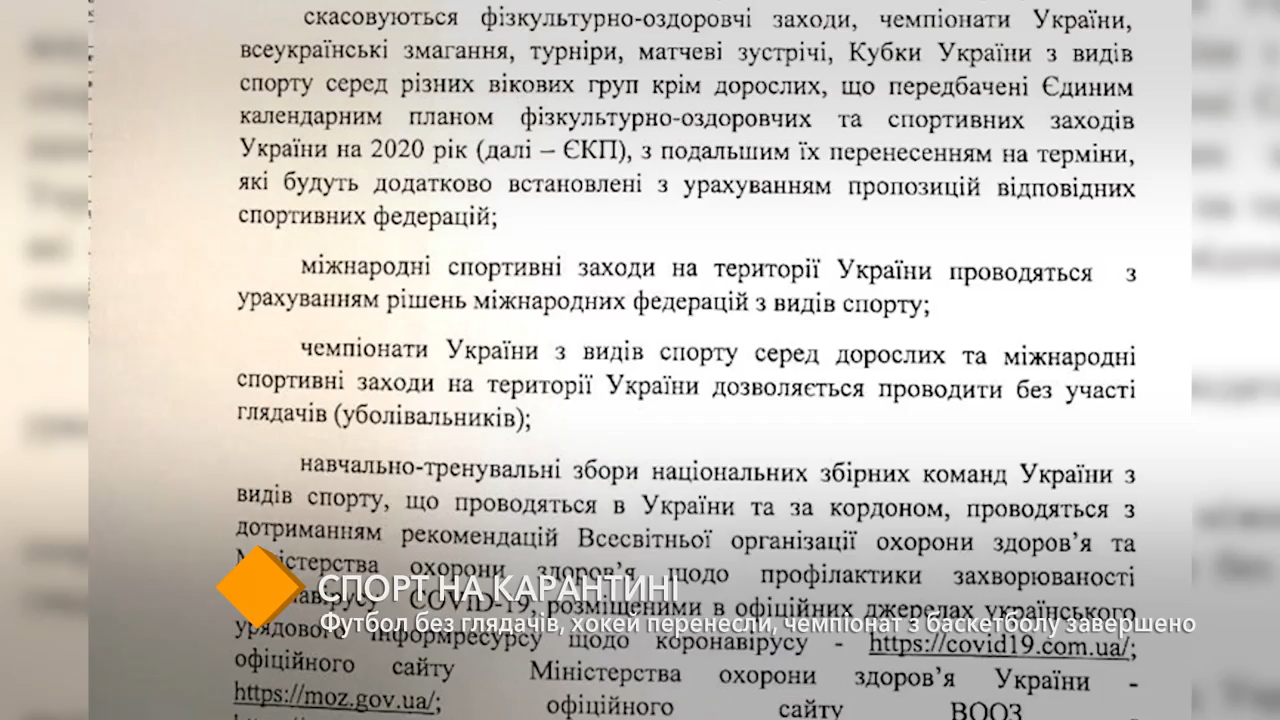 скасовуються фізкультурно-оздоровчі заходи, чемпіонати України,
всеукраїнські змагання, турніри, матчеві зустрічі, Кубки України з видів
спорту серед різних вікових груп крім дорослих, що передбачені Єдиним
календарним планом фізкультурно-оздоровчих та спортивних заходів
України на 2020 рік (далі – ЄКП), з подальшим їх перенесенням на терміни,
які будуть додатково встановлені з урахуванням пропозицій відповідних
спортивних федерацій;
міжнародні спортивні заходи на території України проводяться з
урахуванням рішень міжнародних федерацій з видів спорту;
чемпіонати України з видів спорту серед дорослих та міжнародні
спортивні заходи на території України дозволяється проводити без участі
глядачів (уболівальників);
навчально-тренувальні збори національних збірних команд України з
видів спорту, що проводяться в Україні та за кордоном, проводяться з
дотриманням рекомендацій Всесвітньої організації охорони здоров’я та
Міністерства охорони здоров’я щодо профілактики захворюваності
COVID-19, розміщеними в офіційних джерелах українського
СПОРТ НА КАРАНТИНІ
Футбол без глядачів, хокей перенесли, чемпіонат з баскетболу завершено
інформресурсу щодо коронавірусу - https://covid19.com.ua/;
офіційного сайту Міністерства охорони здоров’я України -
https://moz.gov.ua/; офіційного сайту ВООЗ